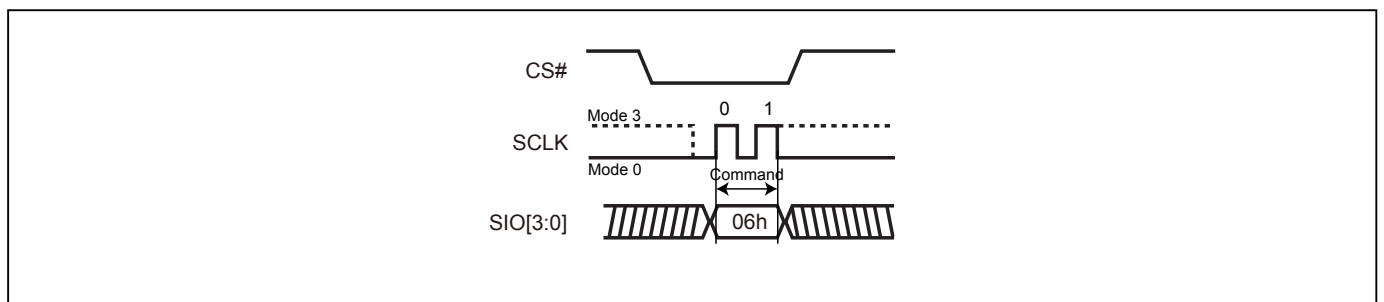 CS#
Mode 3
0 1
SCLK
Mode 0
Command
SIO[3:0]
06h